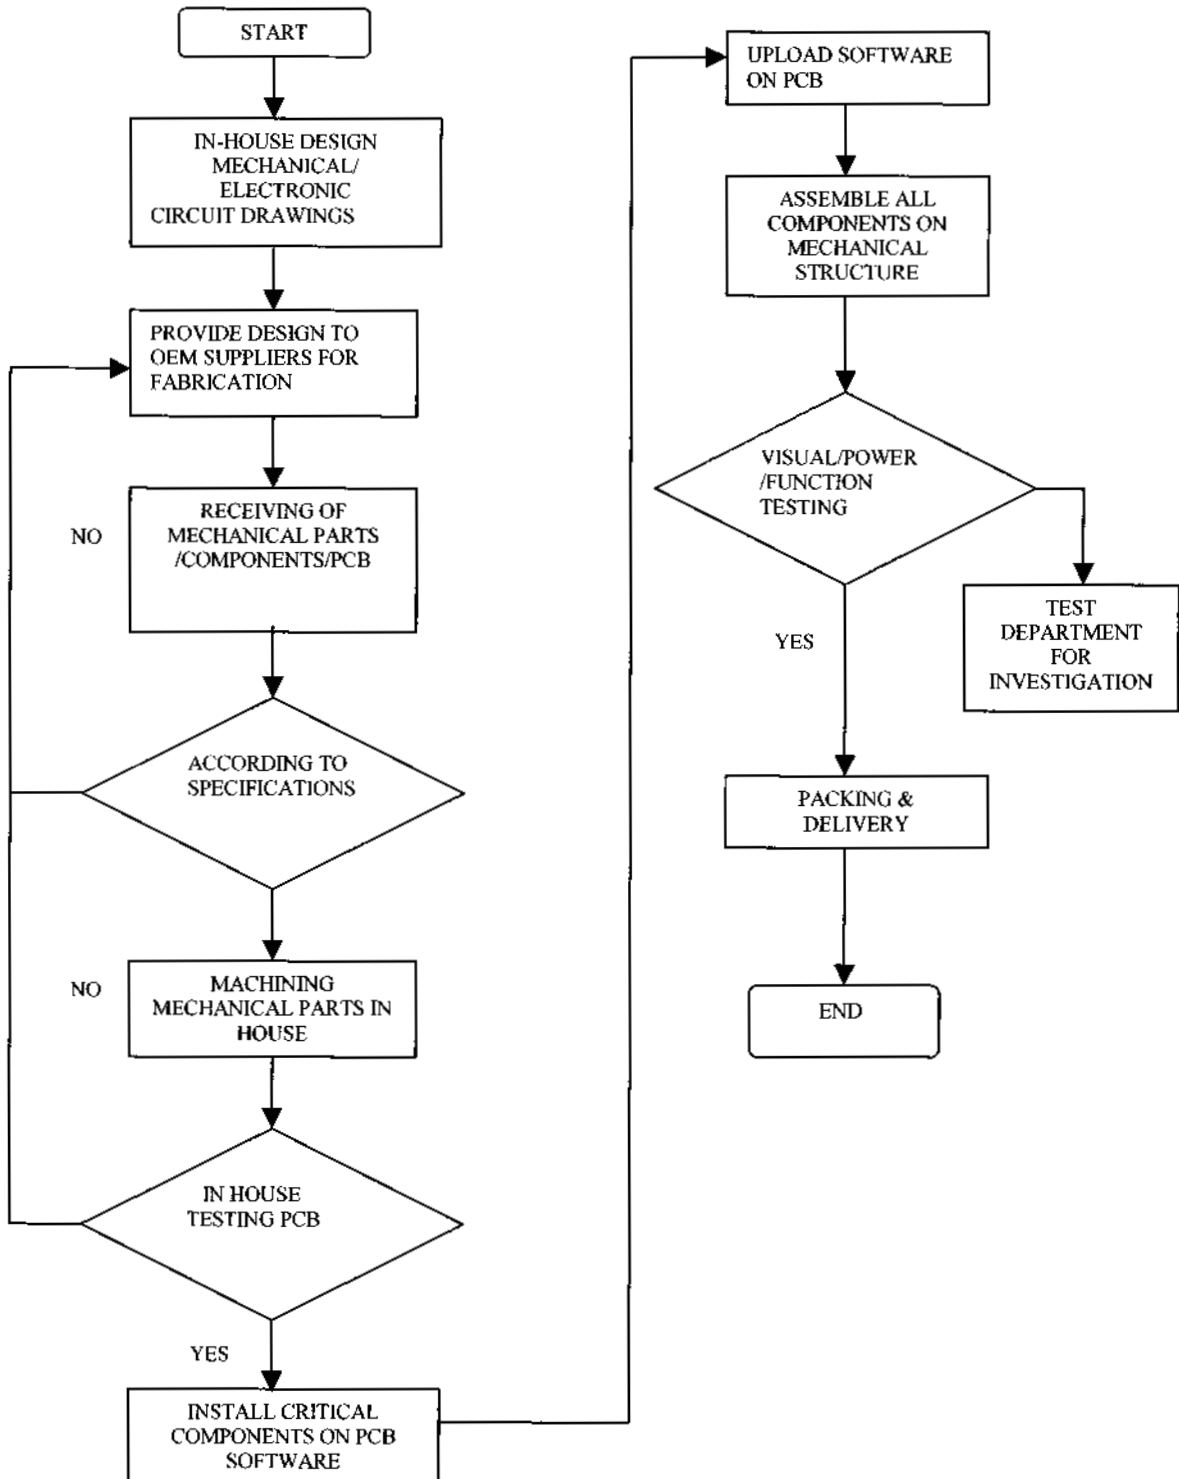 START
IN-HOUSE DESIGN
MECHANICAL/
ELECTRONIC
CIRCUIT DRAWINGS
PROVIDE DESIGN TO
OEM SUPPLIERS FOR
FABRICATION
NO
RECEIVING OF
MECHANICAL PARTS
/COMPONENTS/PCB
ACCORDING TO
SPECIFICATIONS
NO
MACHINING
MECHANICAL PARTS IN
HOUSE
IN HOUSE
TESTING PCB
YES
INSTALL CRITICAL
COMPONENTS ON PCB
SOFTWARE
UPLOAD SOFTWARE
ON PCB
ASSEMBLE ALL
COMPONENTS ON
MECHANICAL
STRUCTURE
VISUAL/POWER
/FUNCTION
TESTING
YES
TEST
DEPARTMENT
FOR
INVESTIGATION
PACKING &
DELIVERY
END